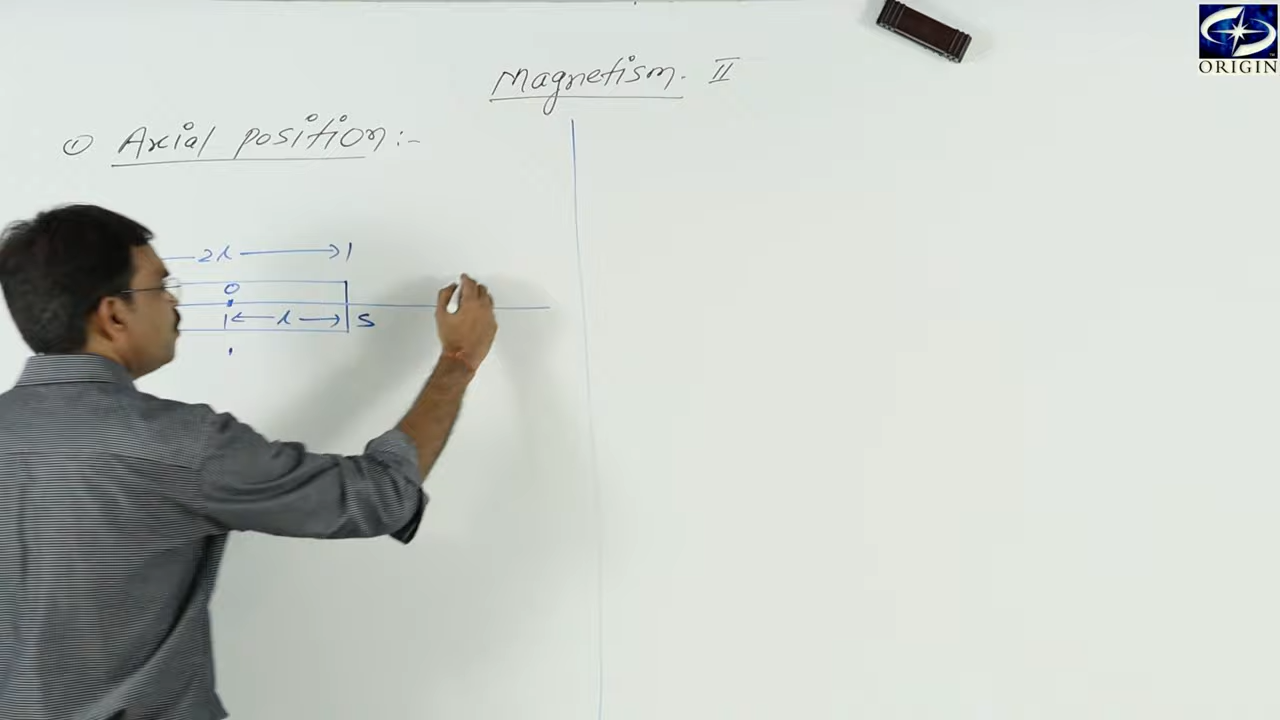 Magnetism. II
① Axial position:-
2l
O
l
S
ORIGIN